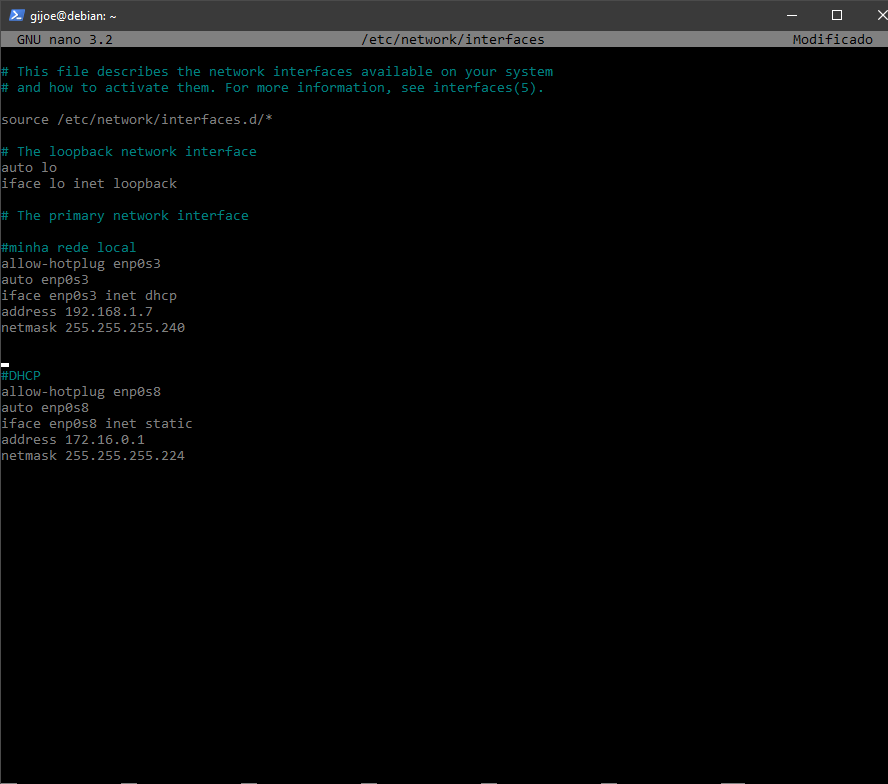 gijoe@debian: ~
GNU nano 3.2 /etc/network/interfaces Modificado
# This file describes the network interfaces available on your system
# and how to activate them. For more information, see interfaces(5).
source /etc/network/interfaces.d/*
# The loopback network interface
auto lo
iface lo inet loopback
# The primary network interface
#minha rede local
allow-hotplug enp0s3
auto enp0s3
iface enp0s3 inet dhcp
address 192.168.1.7
netmask 255.255.255.240
#DHCP
allow-hotplug enp0s8
auto enp0s8
iface enp0s8 inet static
address 172.16.0.1
netmask 255.255.255.224